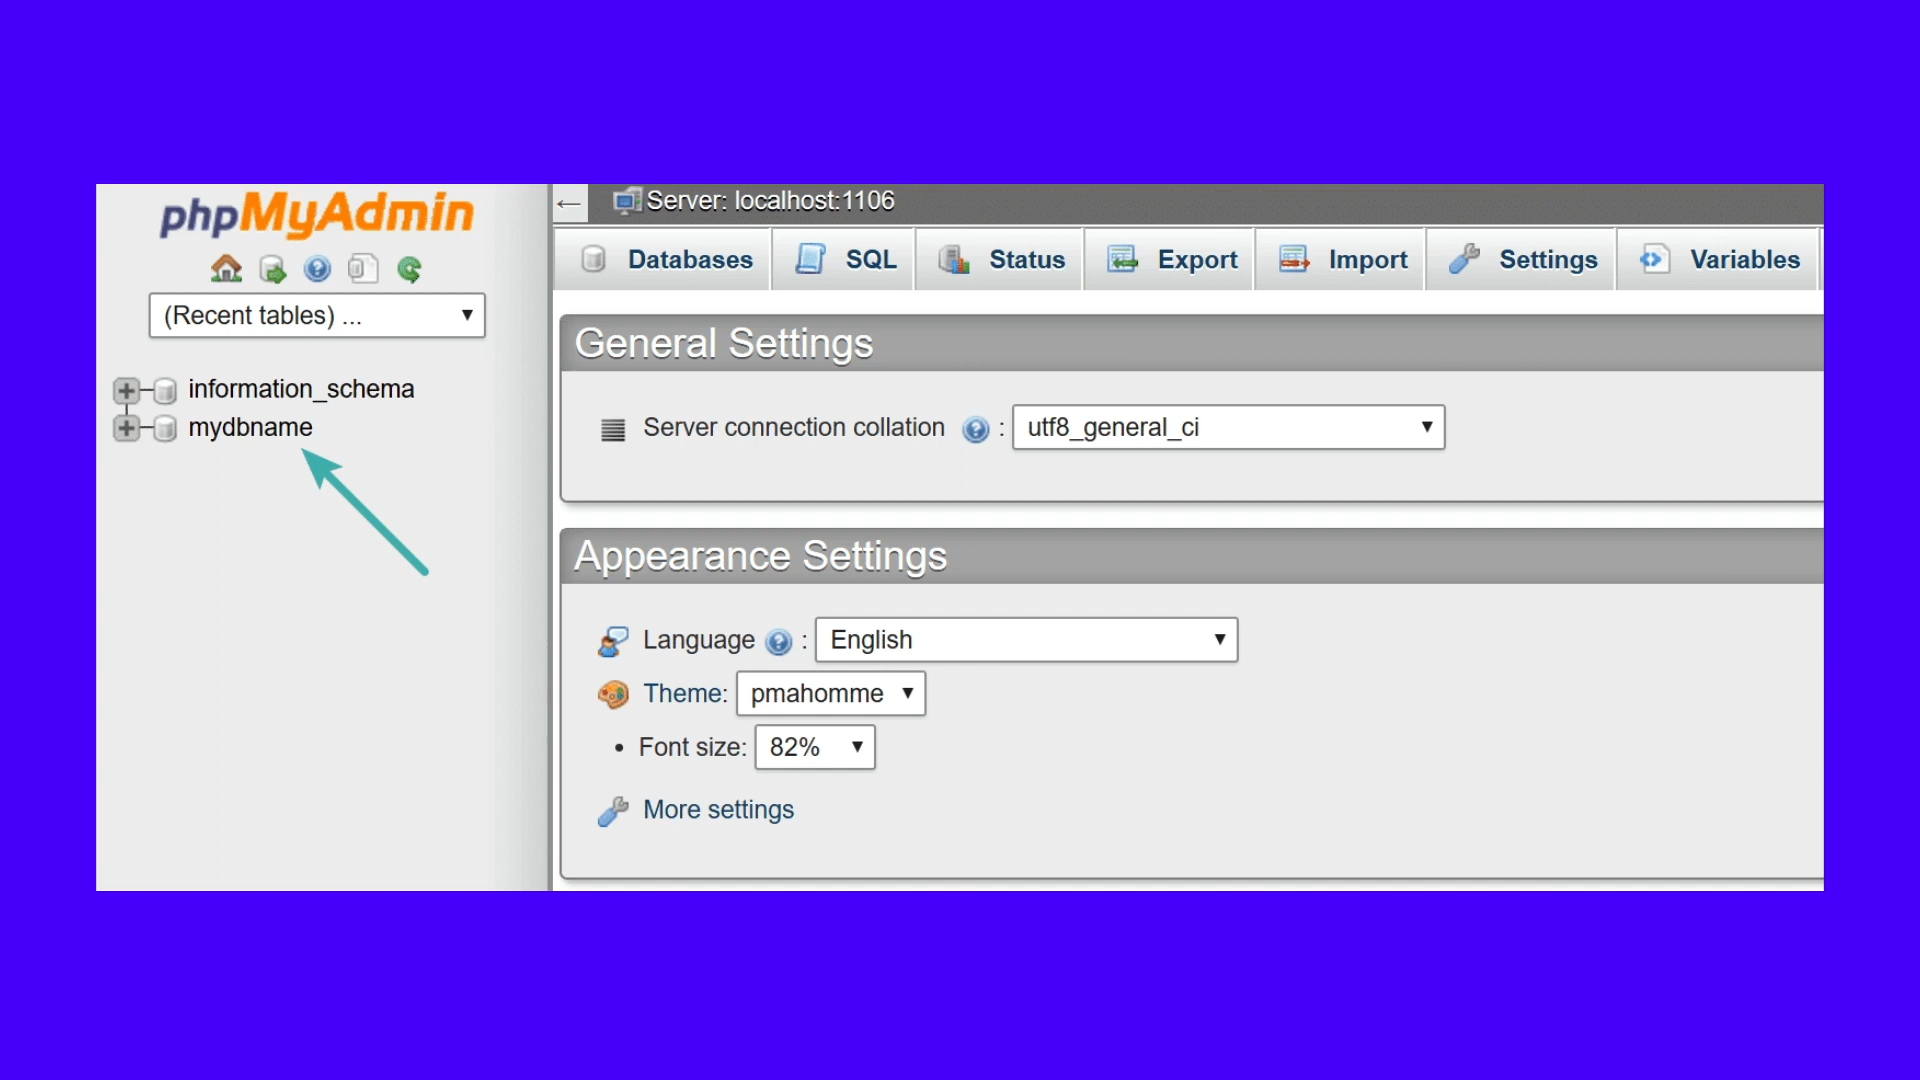 phpMyAdmin
(Recent tables) ...
information_schema
mydbname
Server: localhost:1106
Databases
SQL
Status
Export
Import
Settings
Variables
General Settings
Server connection collation : utf8_general_ci
Appearance Settings
Language : English
Theme: pmahomme
• Font size: 82%
More settings